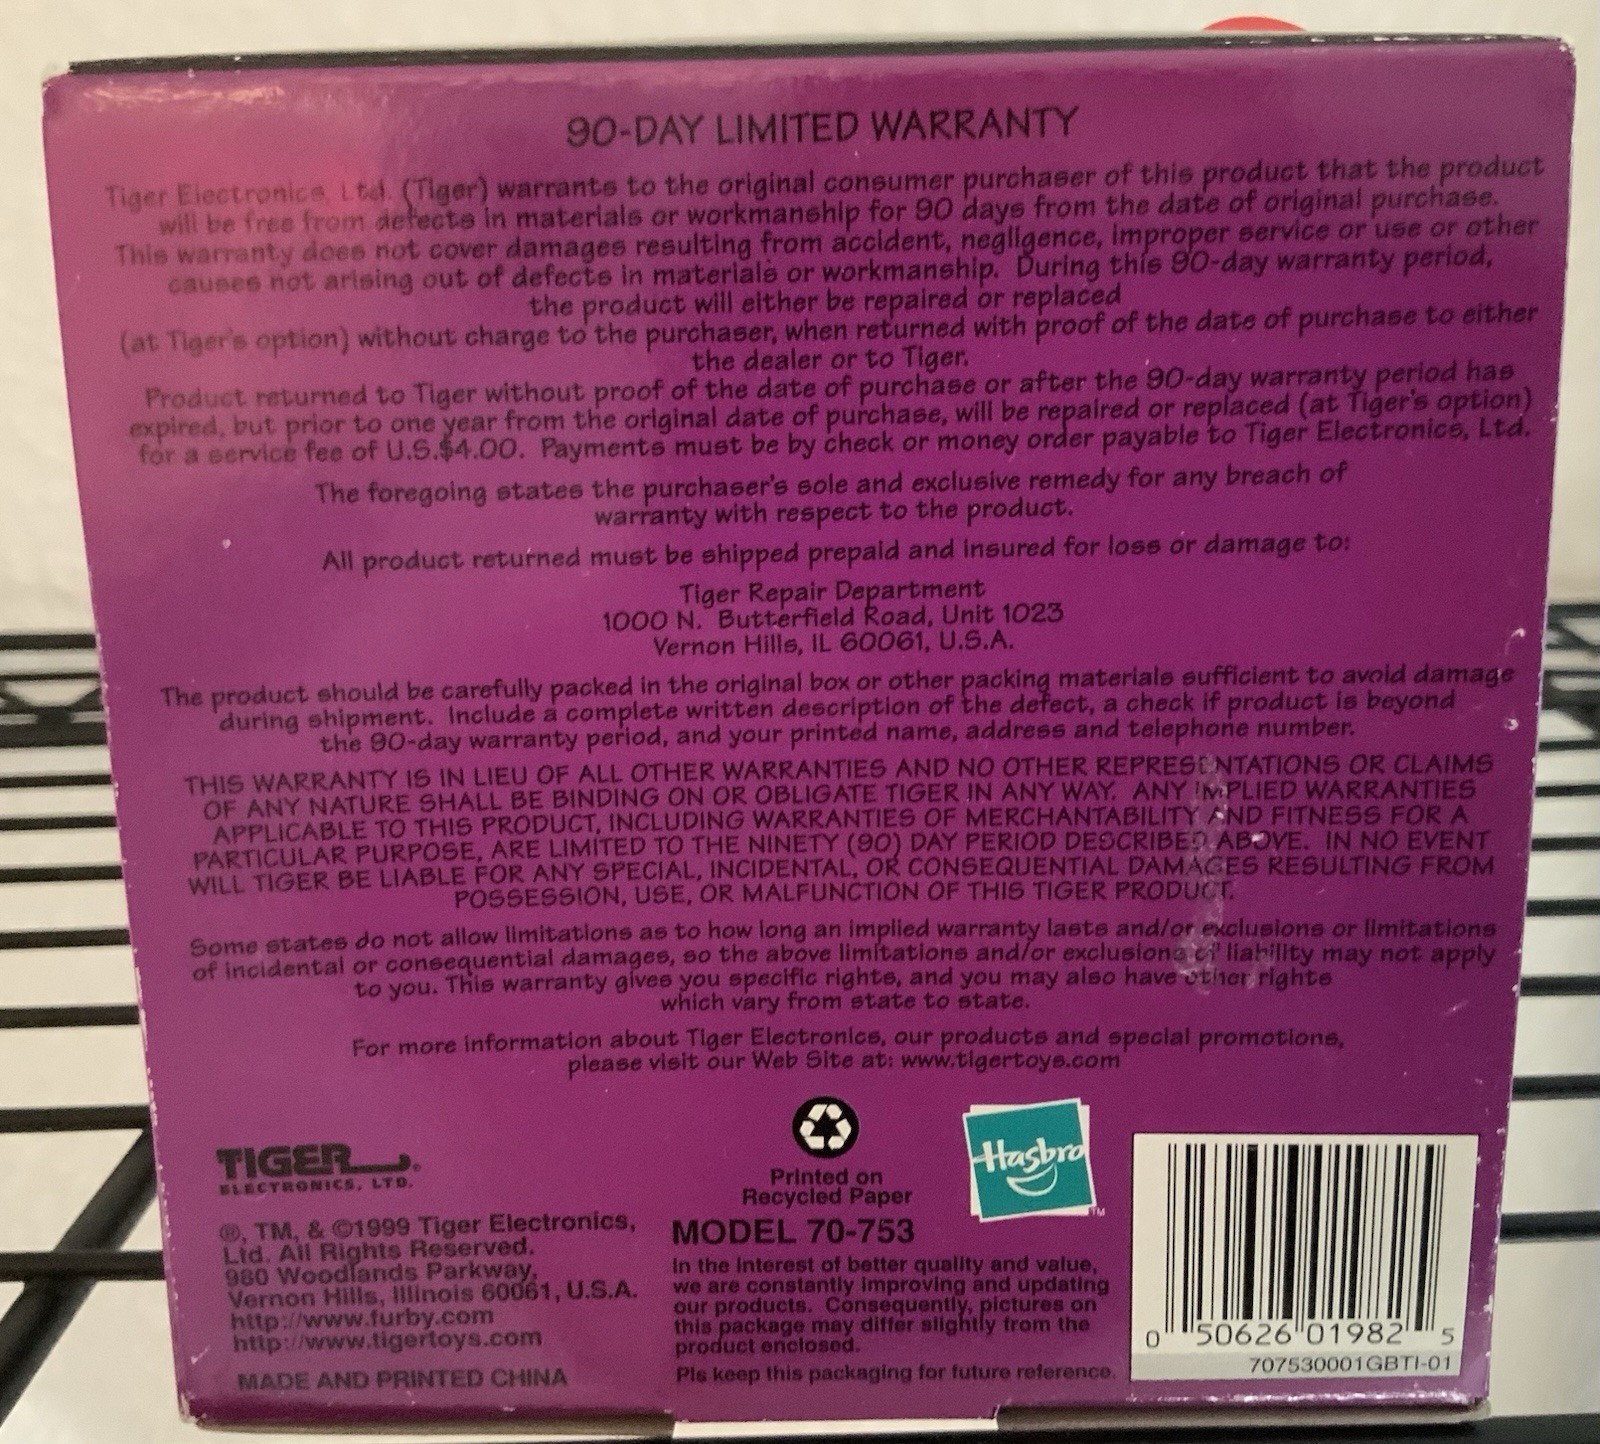 90-DAY LIMITED WARRANTY
Tiger Electronics, Ltd. (Tiger) warrants to the original consumer purchaser of this product that the product
will be free from defects in materials or workmanship for 90 days from the date of original purchase.
This warranty does not cover damages resulting from accident, negligence, improper service or use or other
causes not arising out of defects in materials or workmanship. During this 90-day warranty period,
the product will either be repaired or replaced
(at Tiger's option) without charge to the purchaser, when returned with proof of the date of purchase to either
the dealer or to Tiger.
Product returned to Tiger without proof of the date of purchase or after the 90-day warranty period has
expired, but prior to one year from the original date of purchase, will be repaired or replaced (at Tiger's option)
for a service fee of U.S.$4.00. Payments must be by check or money order payable to Tiger Electronics, Ltd.
The foregoing states the purchaser's sole and exclusive remedy for any breach of
warranty with respect to the product.
All product returned must be shipped prepaid and insured for loss or damage to:
Tiger Repair Department
1000 N. Butterfield Road, Unit 1023
Vernon Hills, IL 60061, U.S.A.
The product should be carefully packed in the original box or other packing materials sufficient to avoid damage
during shipment. Include a complete written description of the defect, a check if product is beyond
the 90-day warranty period, and your printed name, address and telephone number.
THIS WARRANTY IS IN LIEU OF ALL OTHER WARRANTIES AND NO OTHER REPRESENTATIONS OR CLAIMS
OF ANY NATURE SHALL BE BINDING ON OR OBLIGATE TIGER IN ANY WAY. ANY IMPLIED WARRANTIES
APPLICABLE TO THIS PRODUCT, INCLUDING WARRANTIES OF MERCHANTABILITY AND FITNESS FOR A
PARTICULAR PURPOSE, ARE LIMITED TO THE NINETY (90) DAY PERIOD DESCRIBED ABOVE. IN NO EVENT
WILL TIGER BE LIABLE FOR ANY SPECIAL, INCIDENTAL, OR CONSEQUENTIAL DAMAGES RESULTING FROM
POSSESSION, USE, OR MALFUNCTION OF THIS TIGER PRODUCT.
Some states do not allow limitations as to how long an implied warranty lasts and/or exclusions or limitations
of incidental or consequential damages, so the above limitations and/or exclusions of liability may not apply
to you. This warranty gives you specific rights, and you may also have other rights
which vary from state to state.
For more information about Tiger Electronics, our products and special promotions,
please visit our Web Site at: www.tigertoys.com
TIGER®
ELECTRONICS, LTD.
®, TM, & ©1999 Tiger Electronics,
Ltd. All Rights Reserved.
980 Woodlands Parkway,
Vernon Hills, Illinois 60061, U.S.A.
http://www.furby.com
http://www.tigertoys.com
MADE AND PRINTED CHINA
Printed on
Recycled Paper
MODEL 70-753
In the interest of better quality and value,
we are constantly improving and updating
our products. Consequently, pictures on
this package may differ slightly from the
product enclosed.
Pls keep this packaging for future reference.
Hasbro
TM
0 50626 01982 5
707530001GBTI-01